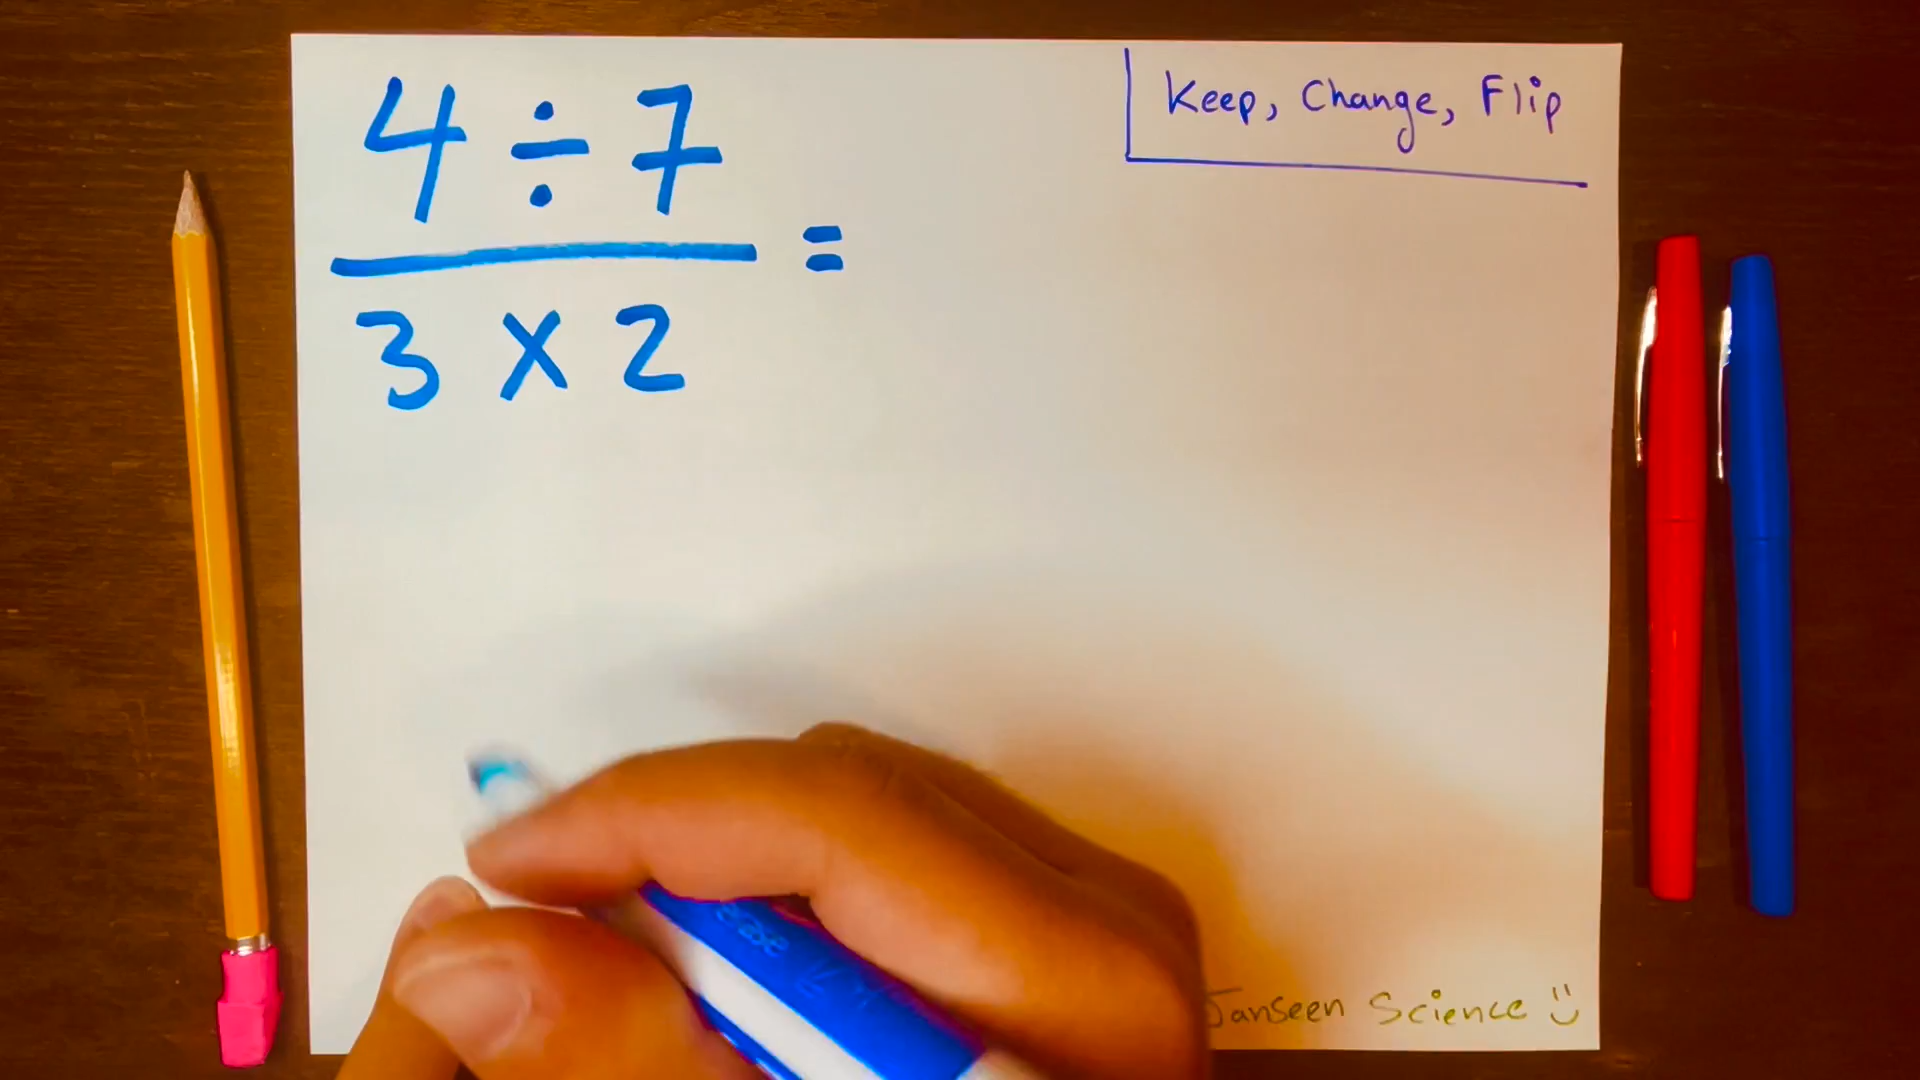 Keep, Change, Flip
4 ÷ 7
=
3 x 2
Janseen Science